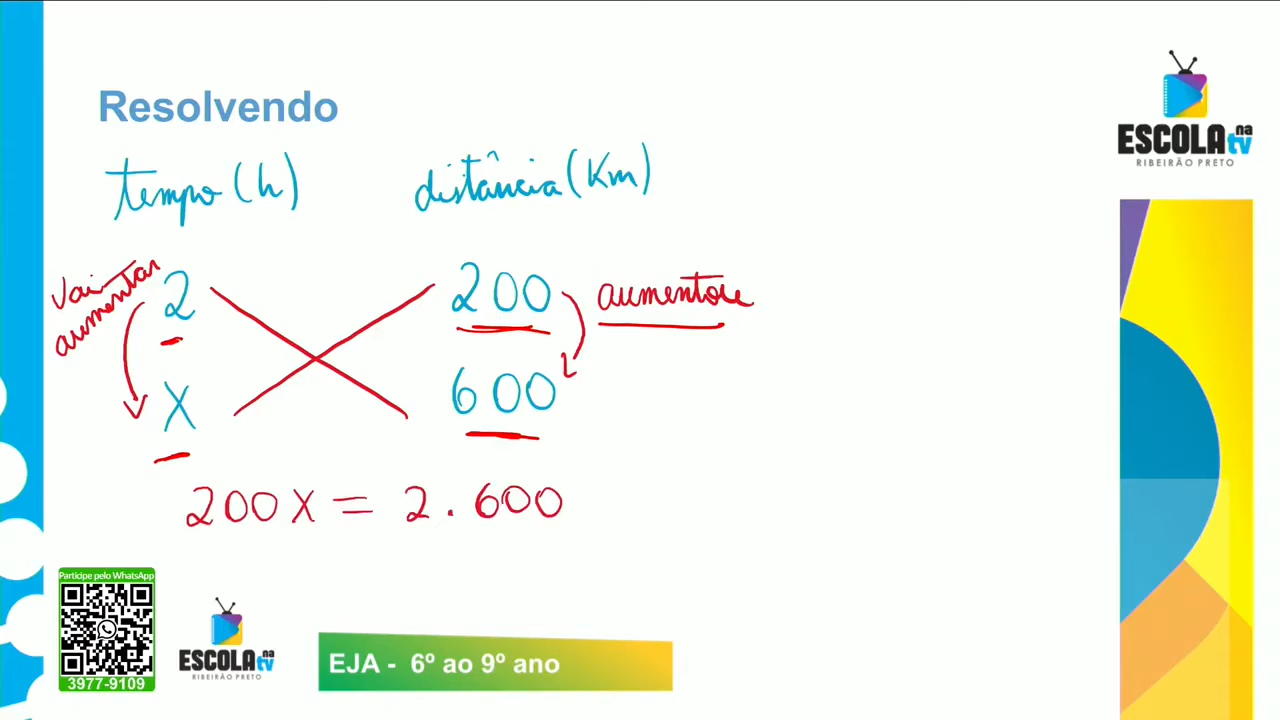 Resolvendo
ESCOLA na tv
RIBEIRÃO PRETO
tempo (h) distância (Km)
Vai aumentar
2 200 aumentou
X 600
200X = 2.600
Participe pelo WhatsApp
3977-9109
ESCOLA na tv
RIBEIRÃO PRETO
EJA - 6º ao 9º ano